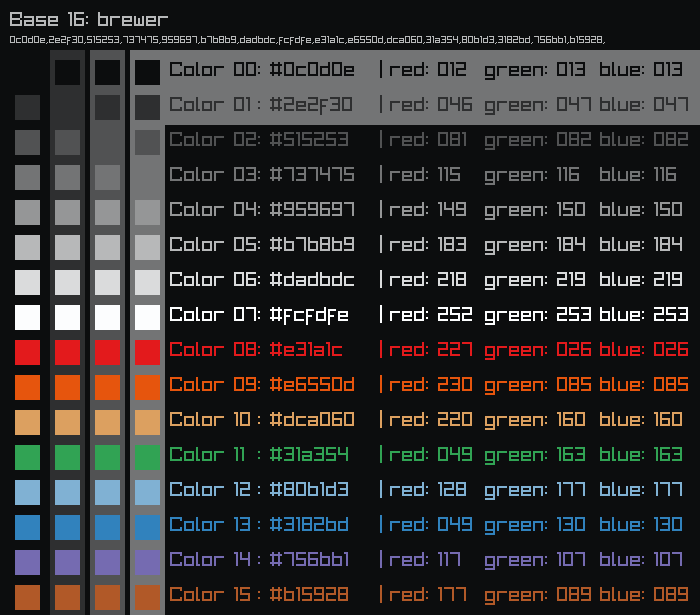 Base 16: brewer
0c0d0e,2e2f30,515253,737475,959697,b7b8b9,dadbdc,fcfdfe,e31a1c,e6550d,dca060,31a354,80b1d3,3182bd,756bb1,b15928,
Color 00: #0c0d0e | red: 012 green: 013 blue: 013
Color 01 : #2e2f30 | red: 046 green: 047 blue: 047
Color 02: #515253 | red: 081 green: 082 blue: 082
Color 03: #737475 | red: 115 green: 116 blue: 116
Color 04: #959697 | red: 149 green: 150 blue: 150
Color 05: #b7b8b9 | red: 183 green: 184 blue: 184
Color 06: #dadbdc | red: 218 green: 219 blue: 219
Color 07: #fcfdfe | red: 252 green: 253 blue: 253
Color 08: #e31a1c | red: 227 green: 026 blue: 026
Color 09: #e6550d | red: 230 green: 085 blue: 085
Color 10 : #dca060 | red: 220 green: 160 blue: 160
Color 11 : #31a354 | red: 049 green: 163 blue: 163
Color 12 : #80b1d3 | red: 128 green: 177 blue: 177
Color 13 : #3182bd | red: 049 green: 130 blue: 130
Color 14 : #756bb1 | red: 117 green: 107 blue: 107
Color 15 : #b15928 | red: 177 green: 089 blue: 089